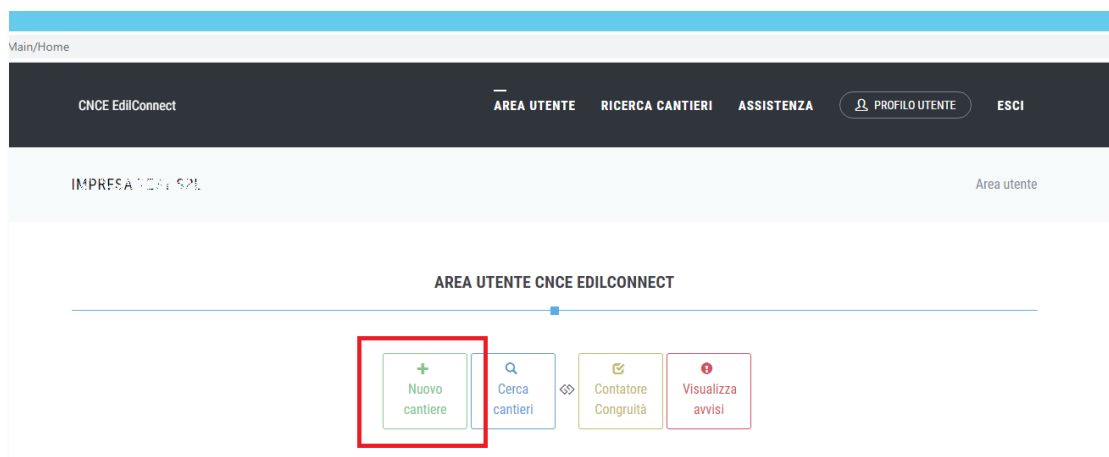 Main/Home
CNCE EdilConnect
AREA UTENTE RICERCA CANTIERI ASSISTENZA PROFILO UTENTE ESCI
IMPRESA SRL
Area utente
AREA UTENTE CNCE EDILCONNECT
Nuovo cantiere
Cerca cantieri
Contatore Congruità
Visualizza avvisi